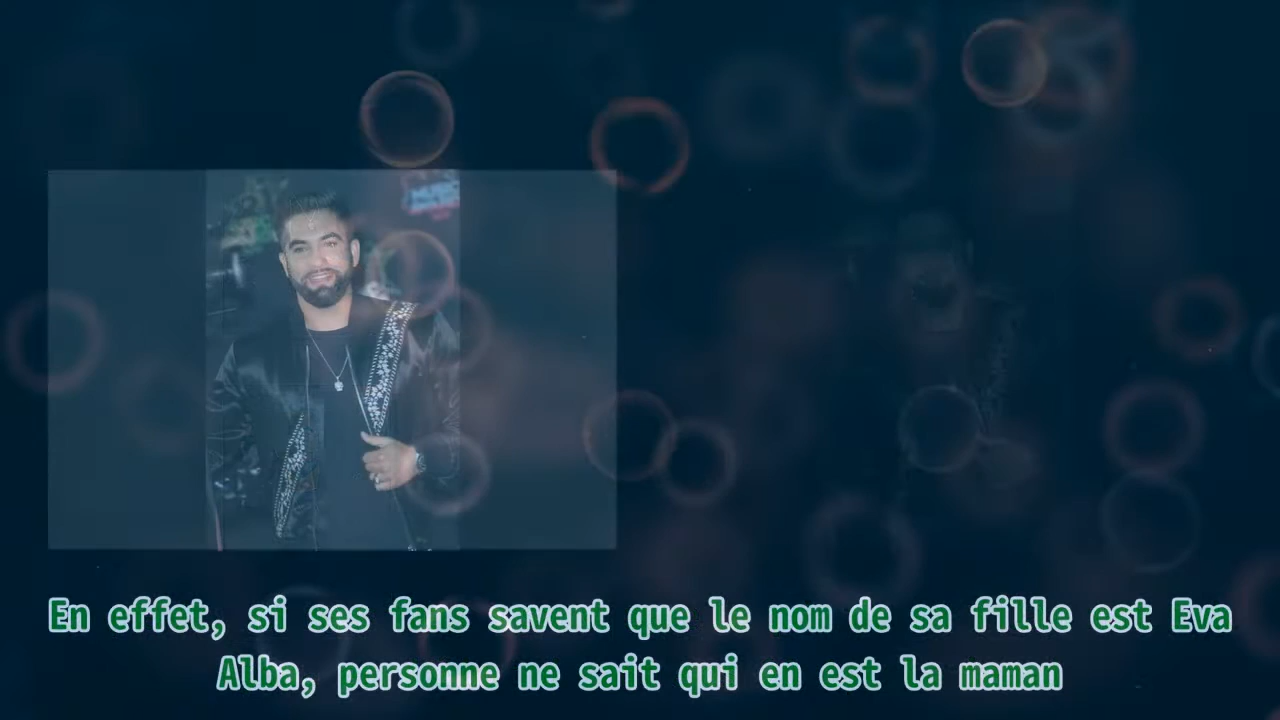 En effet, si ses fans savent que le nom de sa fille est Eva
Alba, personne ne sait qui en est la maman